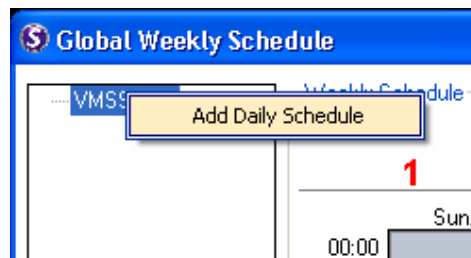 Global Weekly Schedule
VMSS
Weekly Schedule
Add Daily Schedule
1
Sun.
00:00